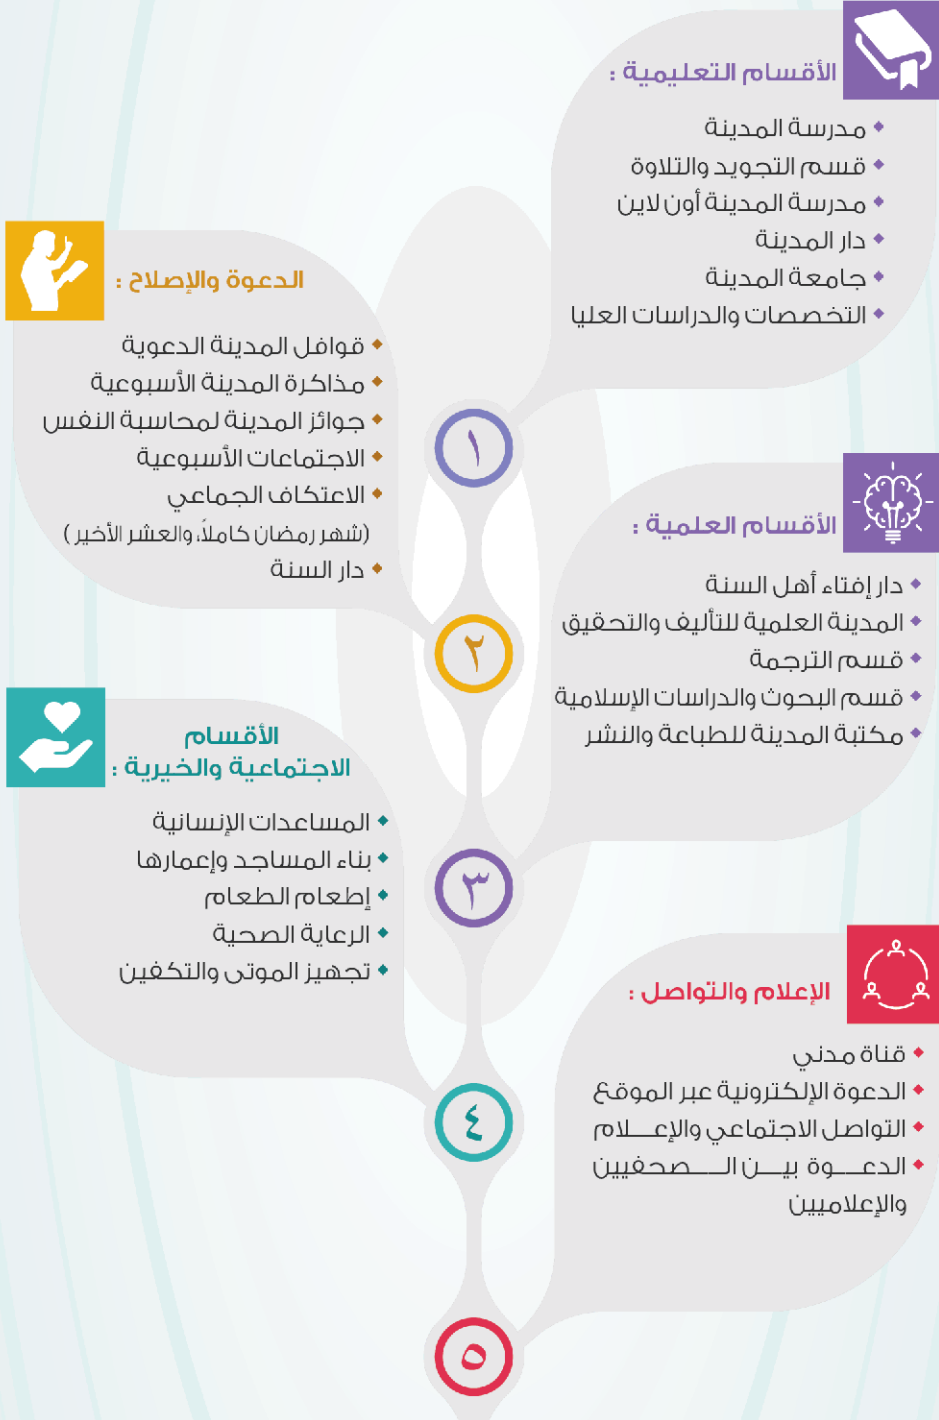 الأقسام التعليمية :
مدرسة المدينة
قسم التجويد والتلاوة
مدرسة المدينة أون لاين
دار المدينة
جامعة المدينة
التخصصات والدراسات العليا
١
الدعوة والإصلاح :
قوافل المدينة الدعوية
مذاكرة المدينة الأسبوعية
جوائز المدينة لمحاسبة النفس
الاجتماعات الأسبوعية
الاعتكاف الجماعي
(شهر رمضان كاملاً، والعشر الأخير )
دار السنة
٢
الأقسام العلمية :
دار إفتاء أهل السنة
المدينة العلمية للتأليف والتحقيق
قسم الترجمة
قسم البحوث والدراسات الإسلامية
مكتبة المدينة للطباعة والنشر
٣
الأقسام
الاجتماعية والخيرية :
المساعدات الإنسانية
بناء المساجد وإعمارها
إطعام الطعام
الرعاية الصحية
تجهيز الموتى والتكفين
٤
الإعلام والتواصل :
قناة مدني
الدعوة الإلكترونية عبر الموقع
التواصل الاجتماعي والإعـــلام
الدعـــوة بيـــن الـــــصحفيين
والإعلاميين
٥